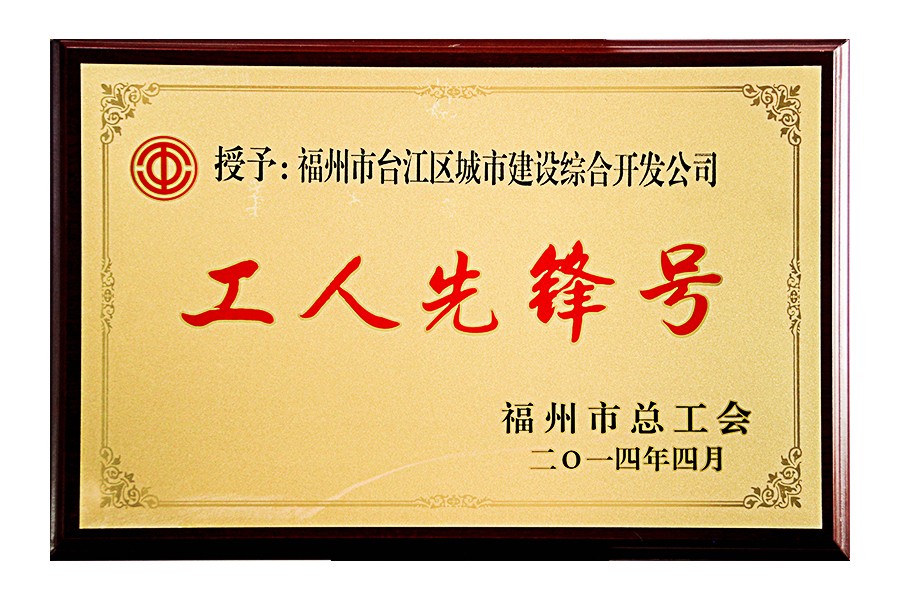 授予：福州市台江区城市建设综合开发公司
工人先锋号
福州市总工会
二〇一四年四月